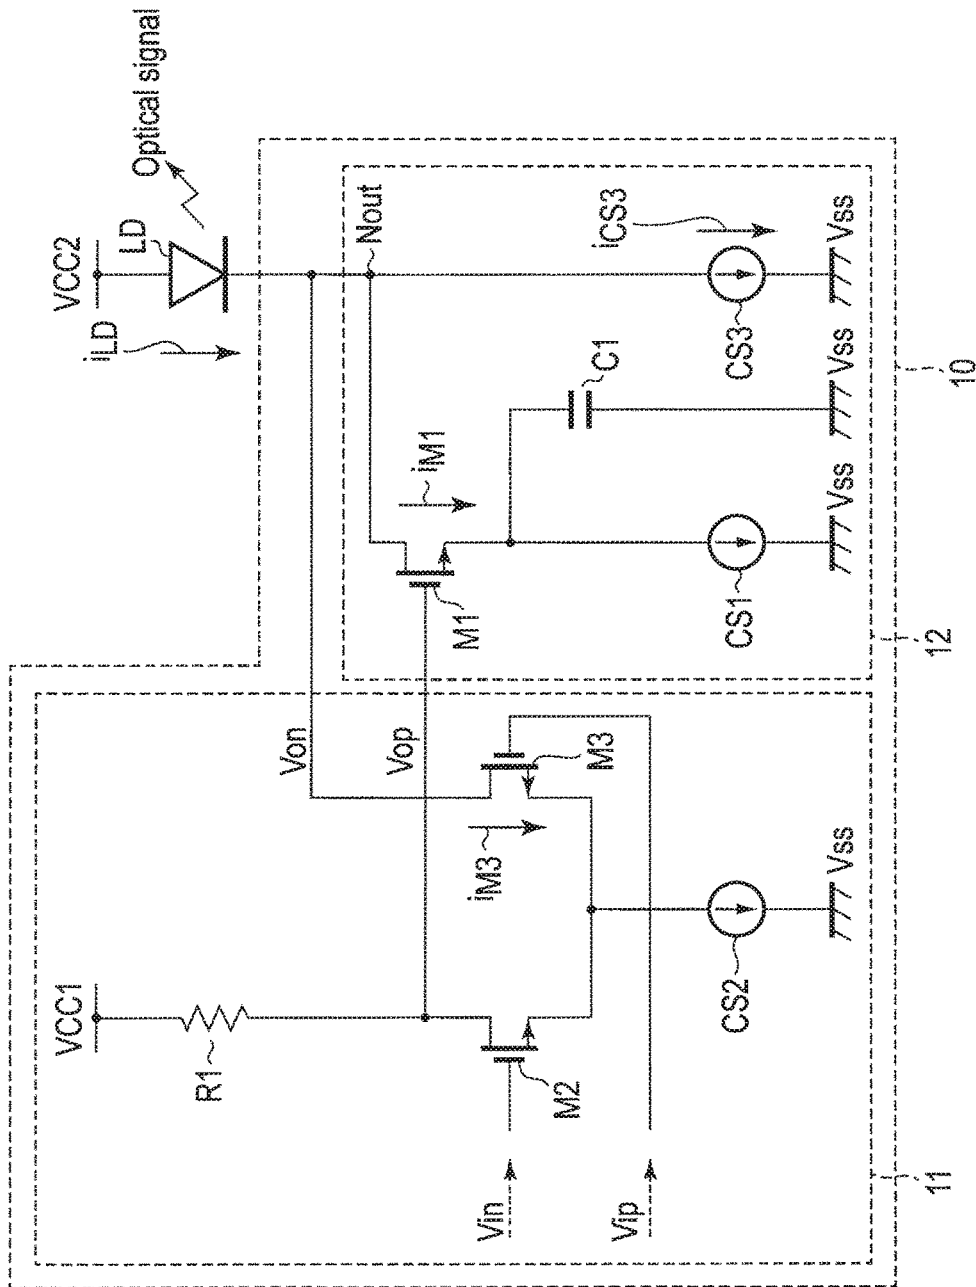 VCC2
LD
Optical signal
iLD
Nout
iCS3
CS3
Vss
C1
Vss
iM1
M1
CS1
Vss
10
12
Von
Vop
M3
iM3
VCC1
R1
M2
CS2
Vss
Vin
Vip
11